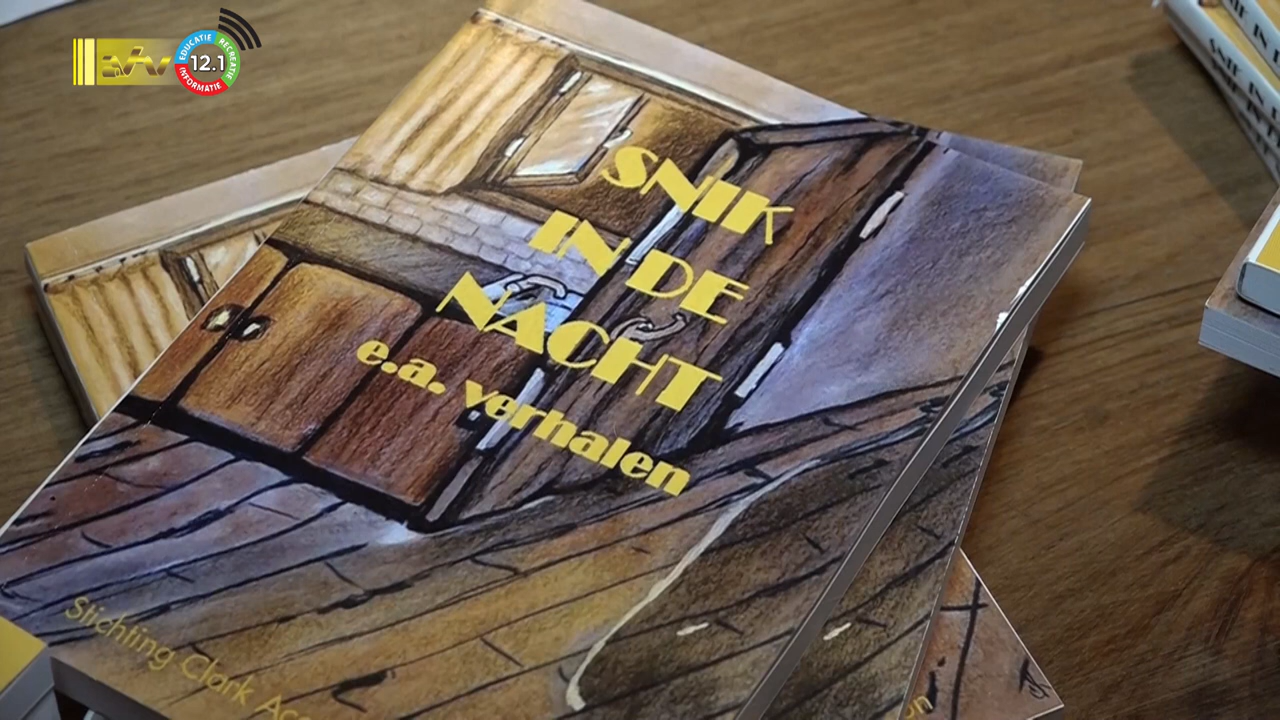 EDUCATIE
RECREATIE
INFORMATIE
12.1
SNIK
IN DE
NACHT
e.a. verhalen
Stichting Clark